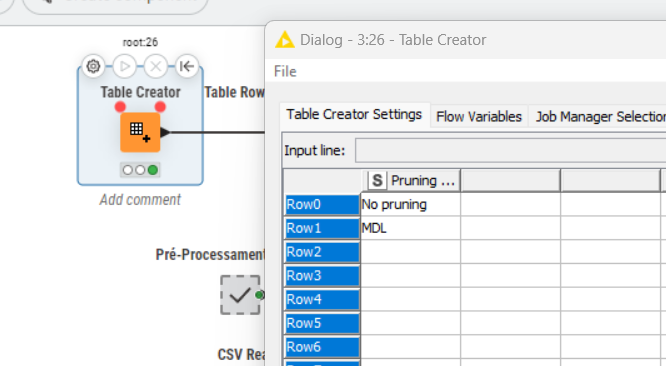 root:26
Table Creator
Table Row
Add comment
Pré-Processament
CSV Rea
Dialog - 3:26 - Table Creator
File
Table Creator Settings Flow Variables Job Manager Selection
Input line:
S Pruning ...
Row0 No pruning
Row1 MDL
Row2
Row3
Row4
Row5
Row6